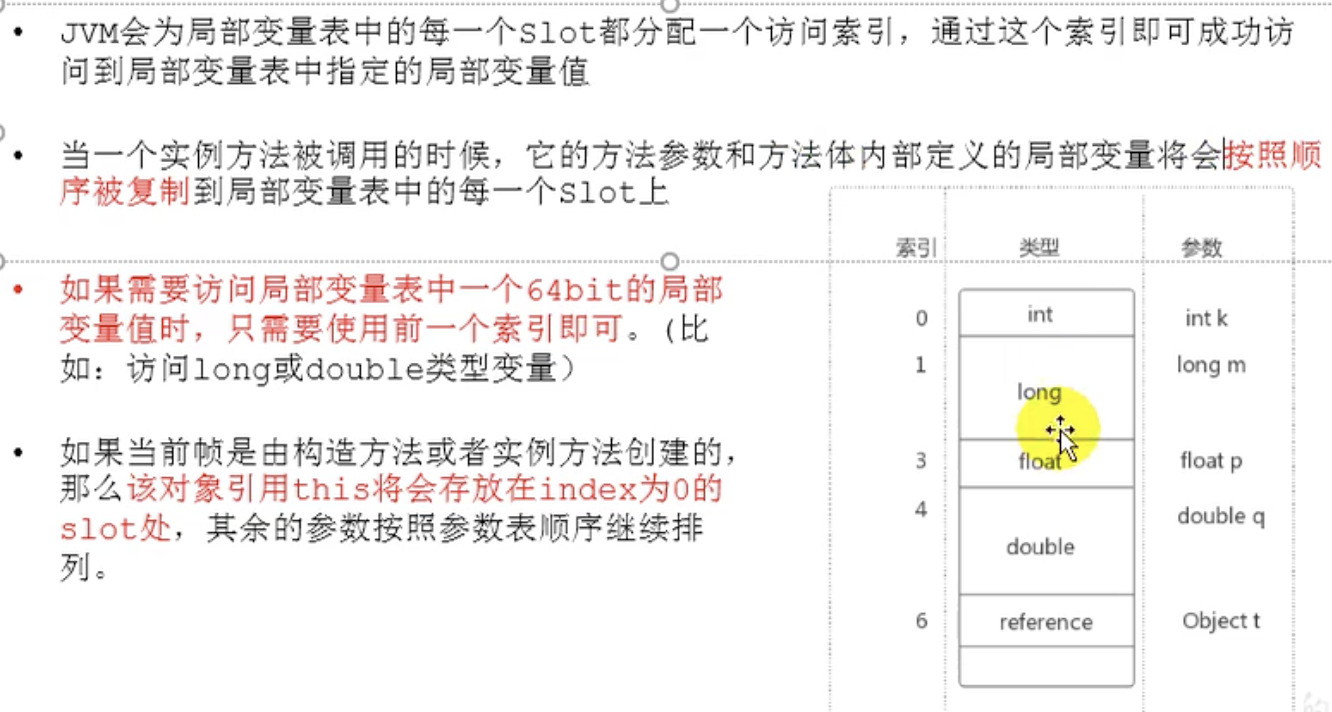 • JVM会为局部变量表中的每一个Slot都分配一个访问索引，通过这个索引即可成功访
问到局部变量表中指定的局部变量值
• 当一个实例方法被调用的时候，它的方法参数和方法体内部定义的局部变量将会按照顺
序被复制到局部变量表中的每一个Slot上
• 如果需要访问局部变量表中一个64bit的局部
变量值时，只需要使用前一个索引即可。(比
如：访问long或double类型变量）
• 如果当前帧是由构造方法或者实例方法创建的，
那么该对象引用this将会存放在index为0的
slot处，其余的参数按照参数表顺序继续排
列。
索引 类型 参数
0 int int k
1 long long m
3 float float p
4 double double q
6 reference Object t